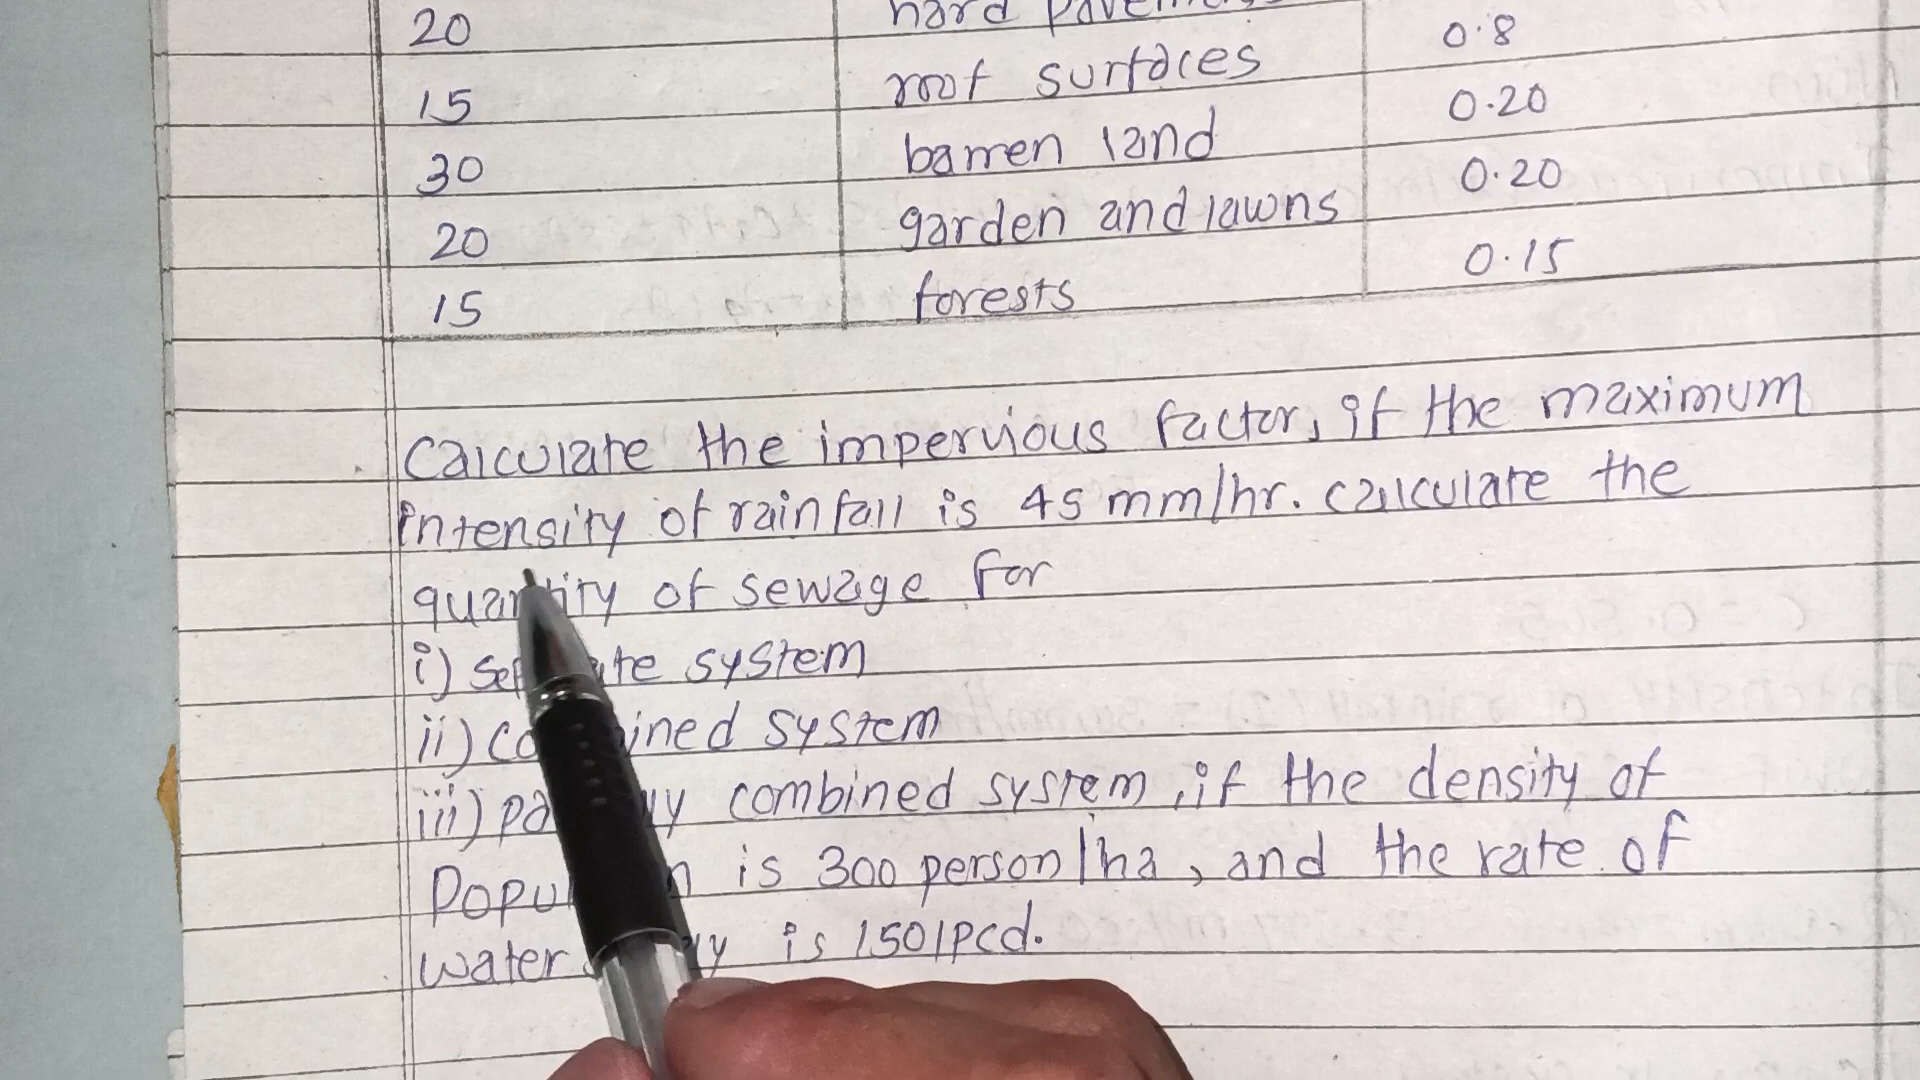 20 hard 0.8
15 roof surfaces 0.20
30 barren land 0.20
20 garden and lawns 0.15
15 forests
Calculate the impervious factor, if the maximum
intensity of rainfall is 45 mm/hr. calculate the
quantity of sewage for
i) system
ii) system
iii) combined system, if the density of
is 300 person/ha, and the rate of
water is 150lpcd.